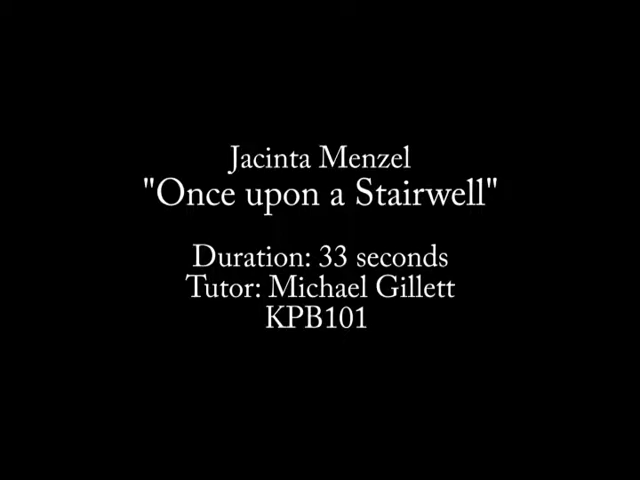 Jacinta Menzel
"Once upon a Stairwell"
Duration: 33 seconds
Tutor: Michael Gillett
KPB101